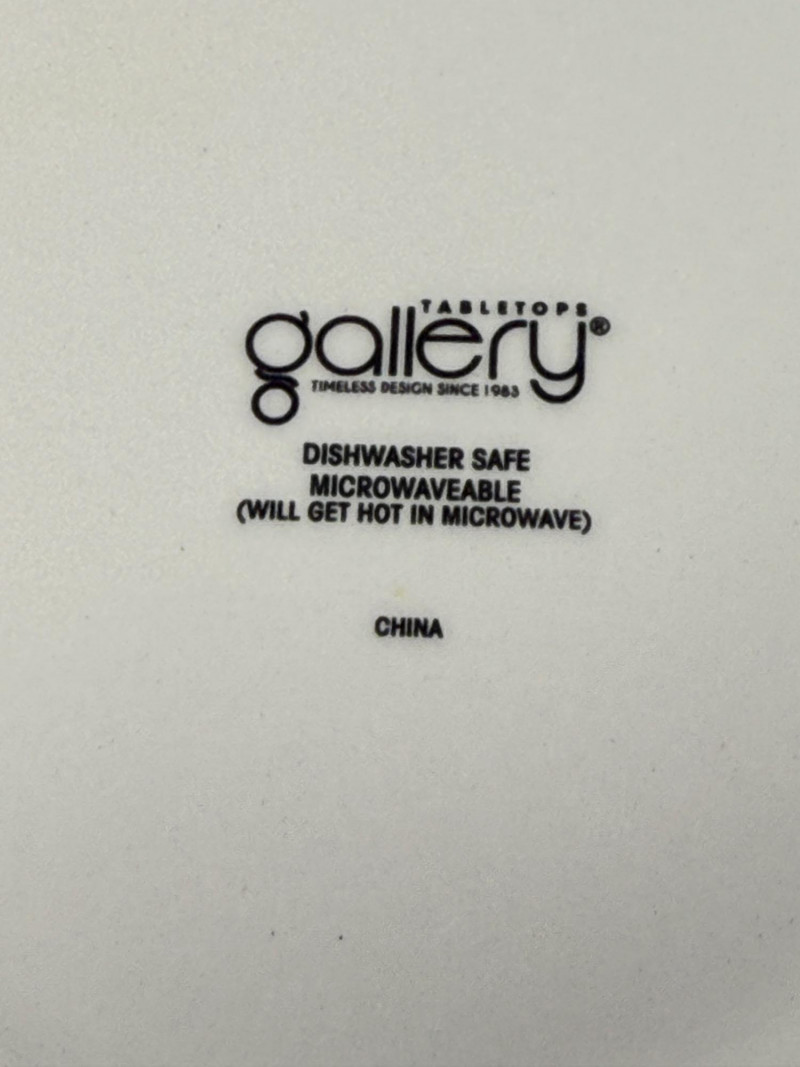 TABLETOPS
gallery®
TIMELESS DESIGN SINCE 1983
DISHWASHER SAFE
MICROWAVEABLE
(WILL GET HOT IN MICROWAVE)
CHINA